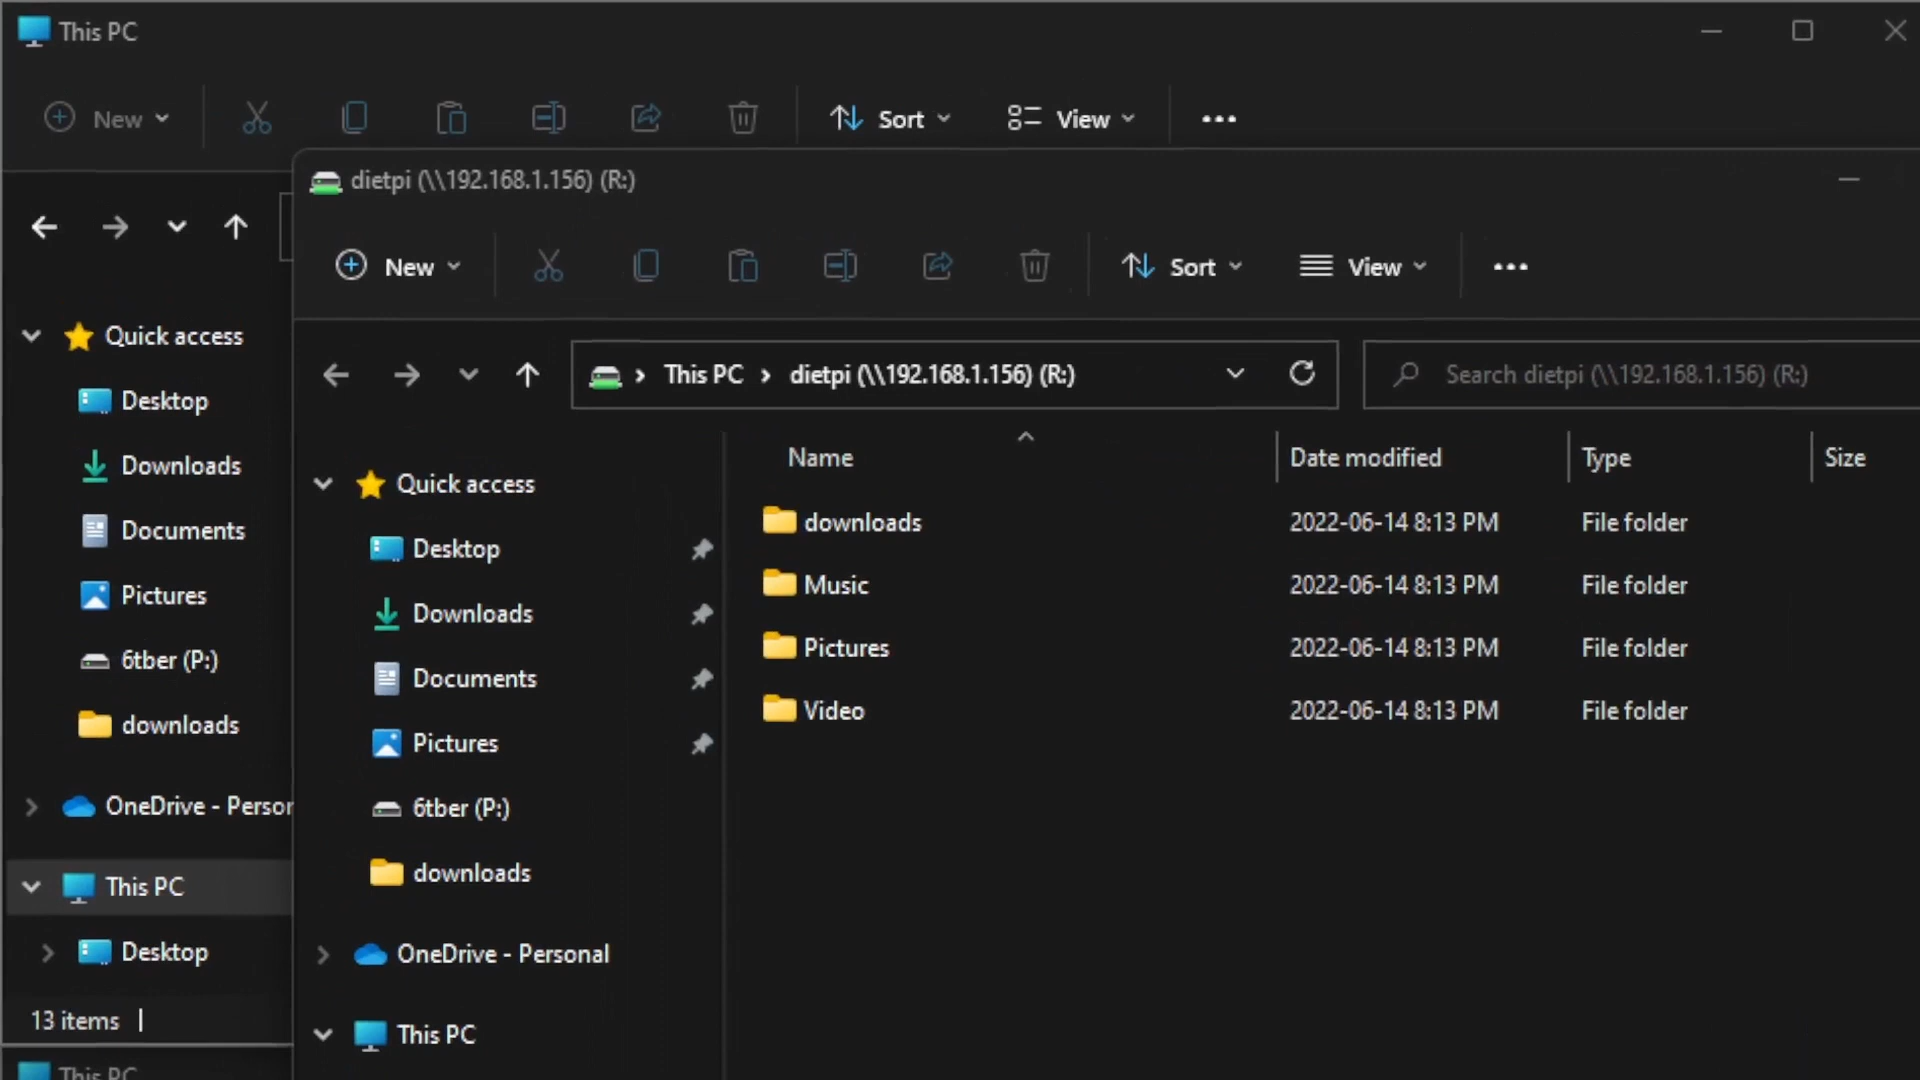 This PC
New
Sort
View
dietpi (\\192.168.1.156) (R:)
New
Sort
View
This PC
dietpi (\\192.168.1.156) (R:)
Search dietpi (\\192.168.1.156) (R:)
Quick access
Desktop
Downloads
Documents
Pictures
6tber (P:)
downloads
OneDrive - Person
This PC
Desktop
13 items
This PC
Quick access
Desktop
Downloads
Documents
Pictures
6tber (P:)
downloads
OneDrive - Personal
This PC
Name Date modified Type Size
downloads 2022-06-14 8:13 PM File folder
Music 2022-06-14 8:13 PM File folder
Pictures 2022-06-14 8:13 PM File folder
Video 2022-06-14 8:13 PM File folder